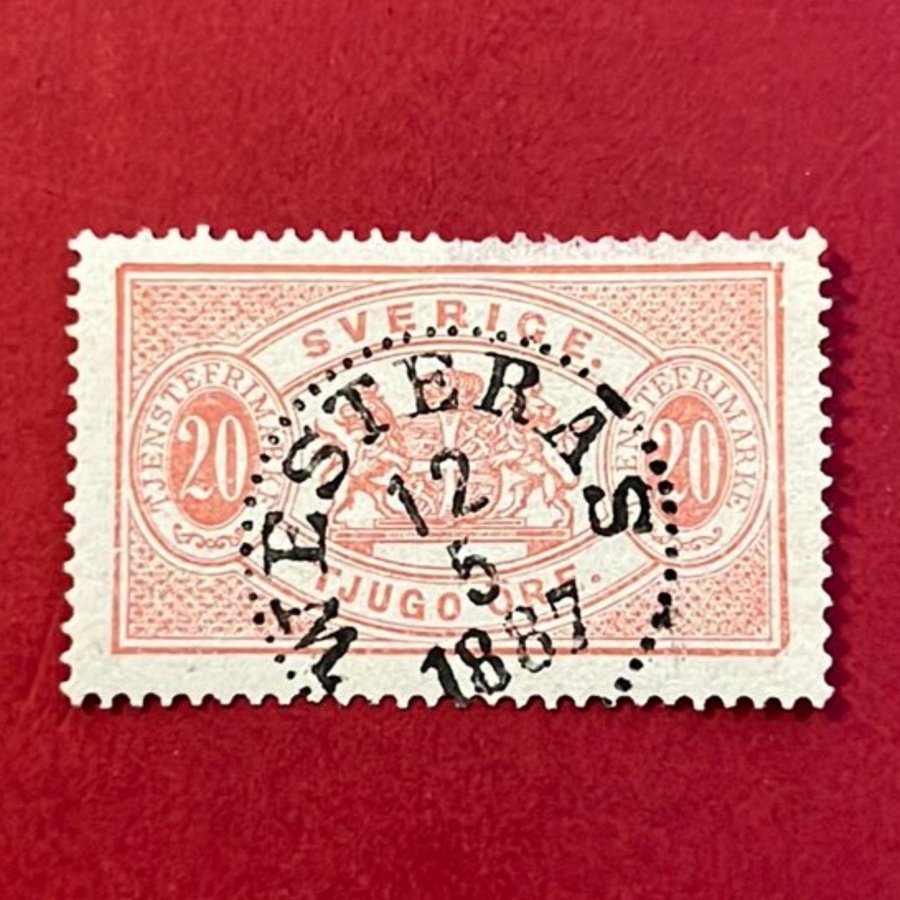 SVERIGE.
TJENSTEFRIMÄRKE
20
TJENSTEFRIMÄRKE
20
TJUGO ÖRE.
WESTERÅS
12
5
1887